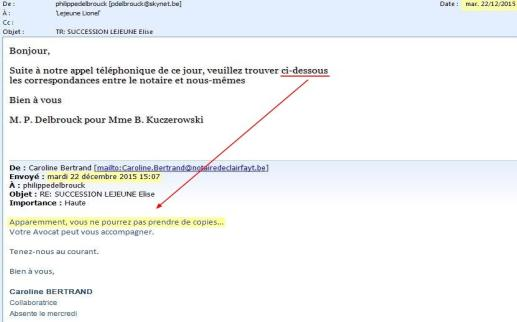 De : philippedelbrouck [pdelbrouck@skynet.be] Date : mar. 22/12/2015
À : 'Lejeune Lionel'
Cc :
Objet : TR: SUCCESSION LEJEUNE Elise
Bonjour,
Suite à notre appel téléphonique de ce jour, veuillez trouver ci-dessous
les correspondances entre le notaire et nous-mêmes
Bien à vous
M. P. Delbrouck pour Mme B. Kuczerowski
De : Caroline Bertrand [mailto:Caroline.Bertrand@notairedeclairfayt.be]
Envoyé : mardi 22 décembre 2015 15:07
À : philippedelbrouck
Objet : RE: SUCCESSION LEJEUNE Elise
Importance : Haute
Apparemment, vous ne pourrez pas prendre de copies...
Votre Avocat peut vous accompagner.
Tenez-nous au courant.
Bien à vous,
Caroline BERTRAND
Collaboratrice
Absente le mercredi